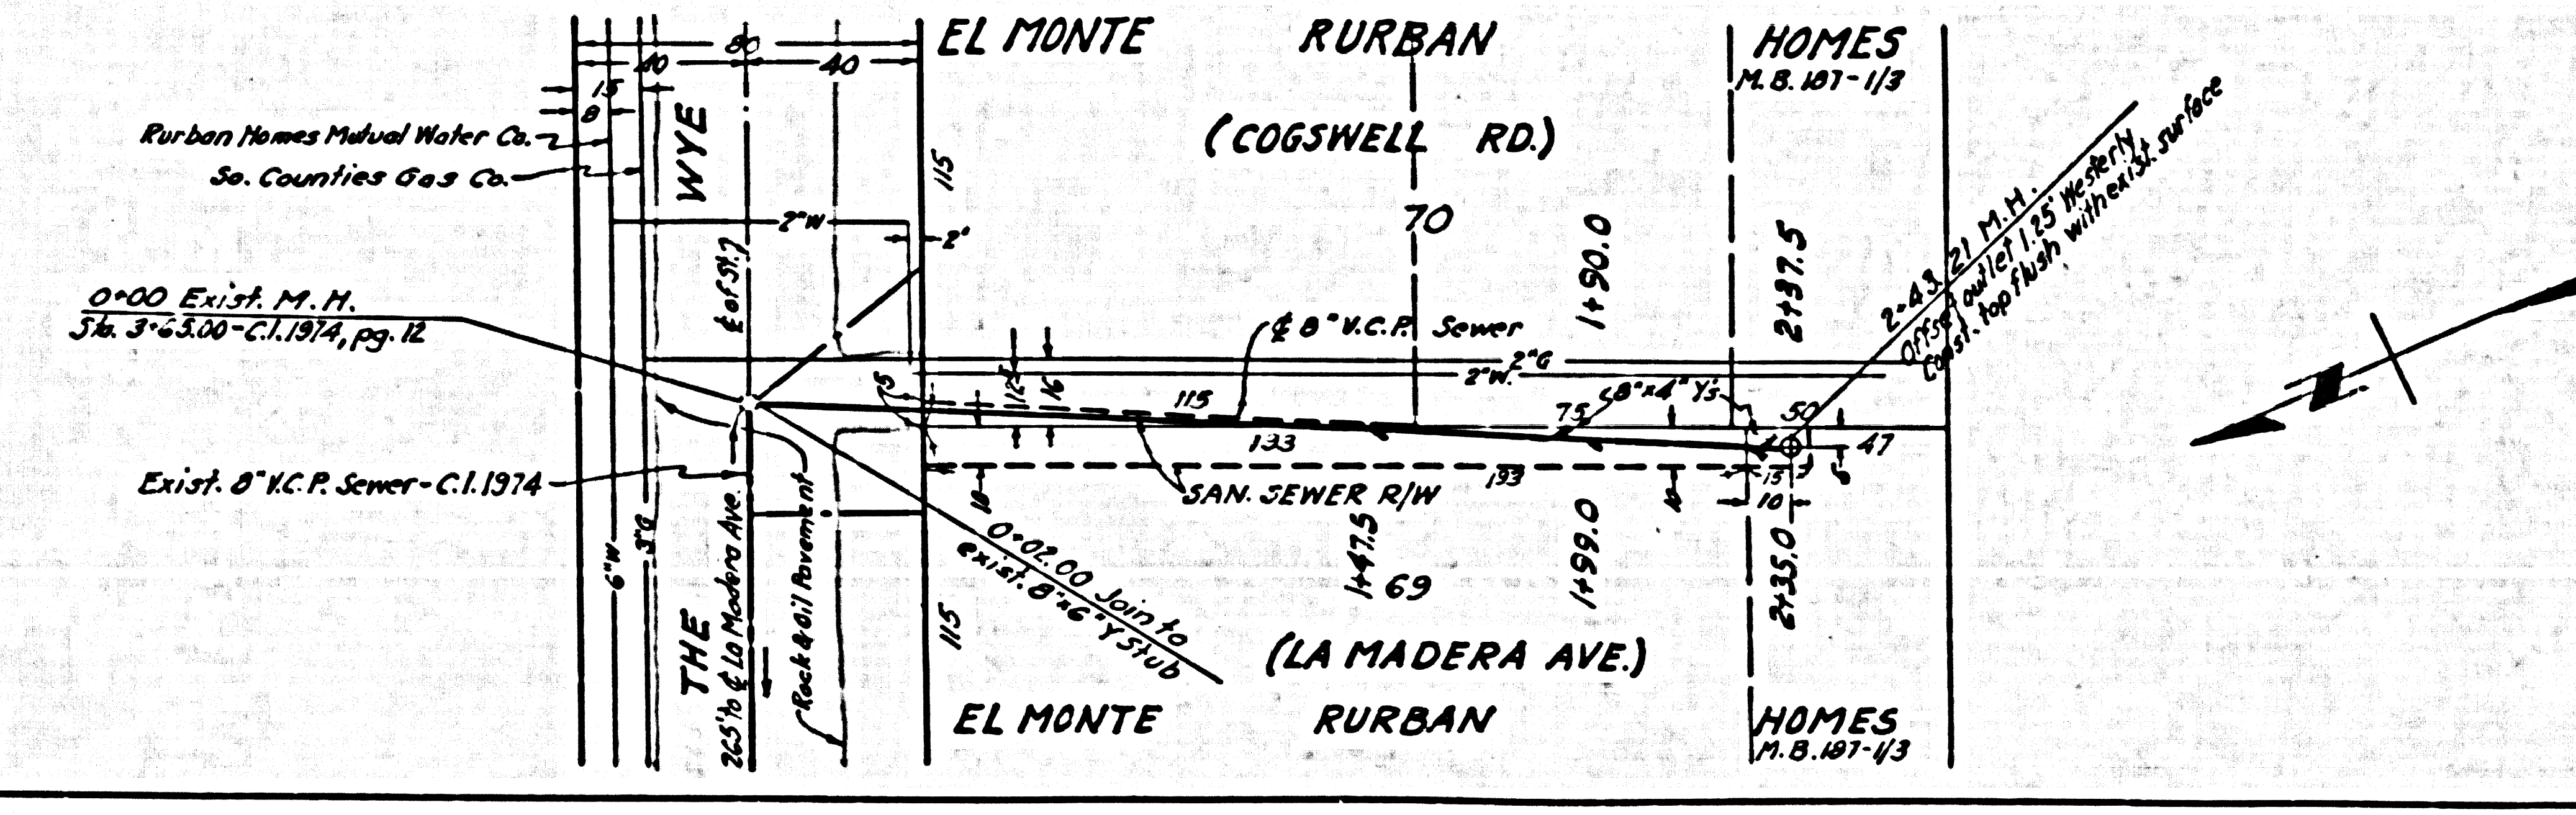 EL MONTE RURBAN HOMES
M.B. 187-1/3
80
40 40
15
8
Rurban Homes Mutual Water Co.
So. Counties Gas Co.
WYE
(COGSWELL RD.)
115
2"W
2'
70
1+90.0
2+37.5
℄ of St.
0+00 Exist. M.H.
Sta. 3+65.00-C.I.1974, pg. 12
2+43.21 M.H.
Offset outlet 1.25' Westerly
Const. top flush with exist. surface
℄ 8" V.C.P. Sewer
2"G
2"W.
5
12.5
16
115
133
75
8"x4" Y's
50
47
6
15
10
193
10
SAN. SEWER R/W
Exist. 8" V.C.P. Sewer-C.I.1974
6"W
3"G
THE
265' to ℄ La Madera Ave.
Rock & Oil Pavement
0+02.00 Join to
exist. 8"x6" Y Stub
115
1+47.5
69
1+99.0
2+35.0
(LA MADERA AVE.)
EL MONTE RURBAN HOMES
M.B. 187-1/3